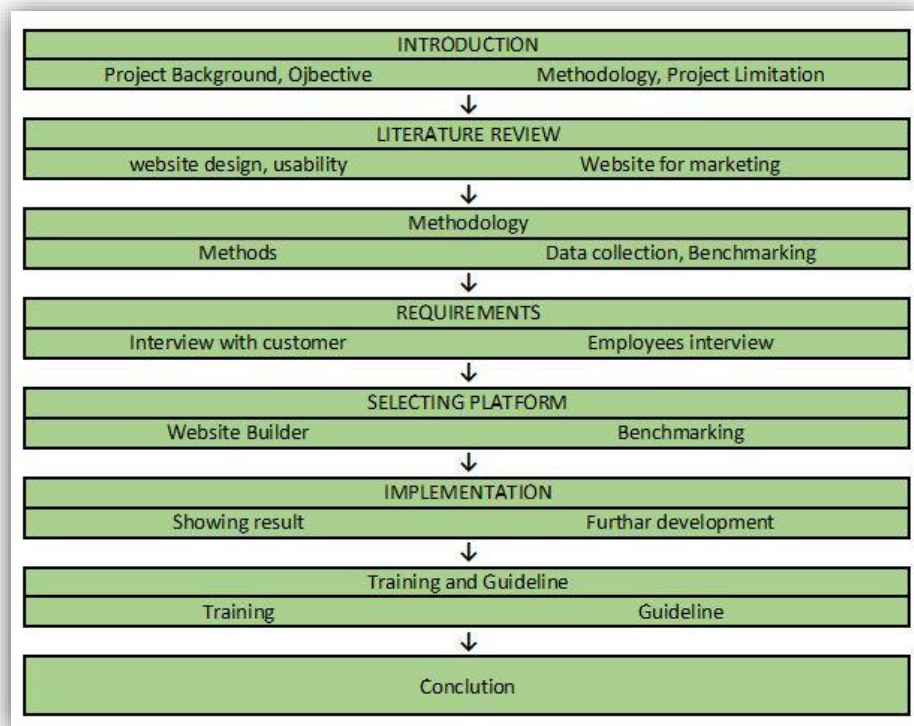 INTRODUCTION
Project Background, Ojbective Methodology, Project Limitation
LITERATURE REVIEW
website design, usability Website for marketing
Methodology
Methods Data collection, Benchmarking
REQUIREMENTS
Interview with customer Employees interview
SELECTING PLATFORM
Website Builder Benchmarking
IMPLEMENTATION
Showing result Furthar development
Training and Guideline
Training Guideline
Conclution